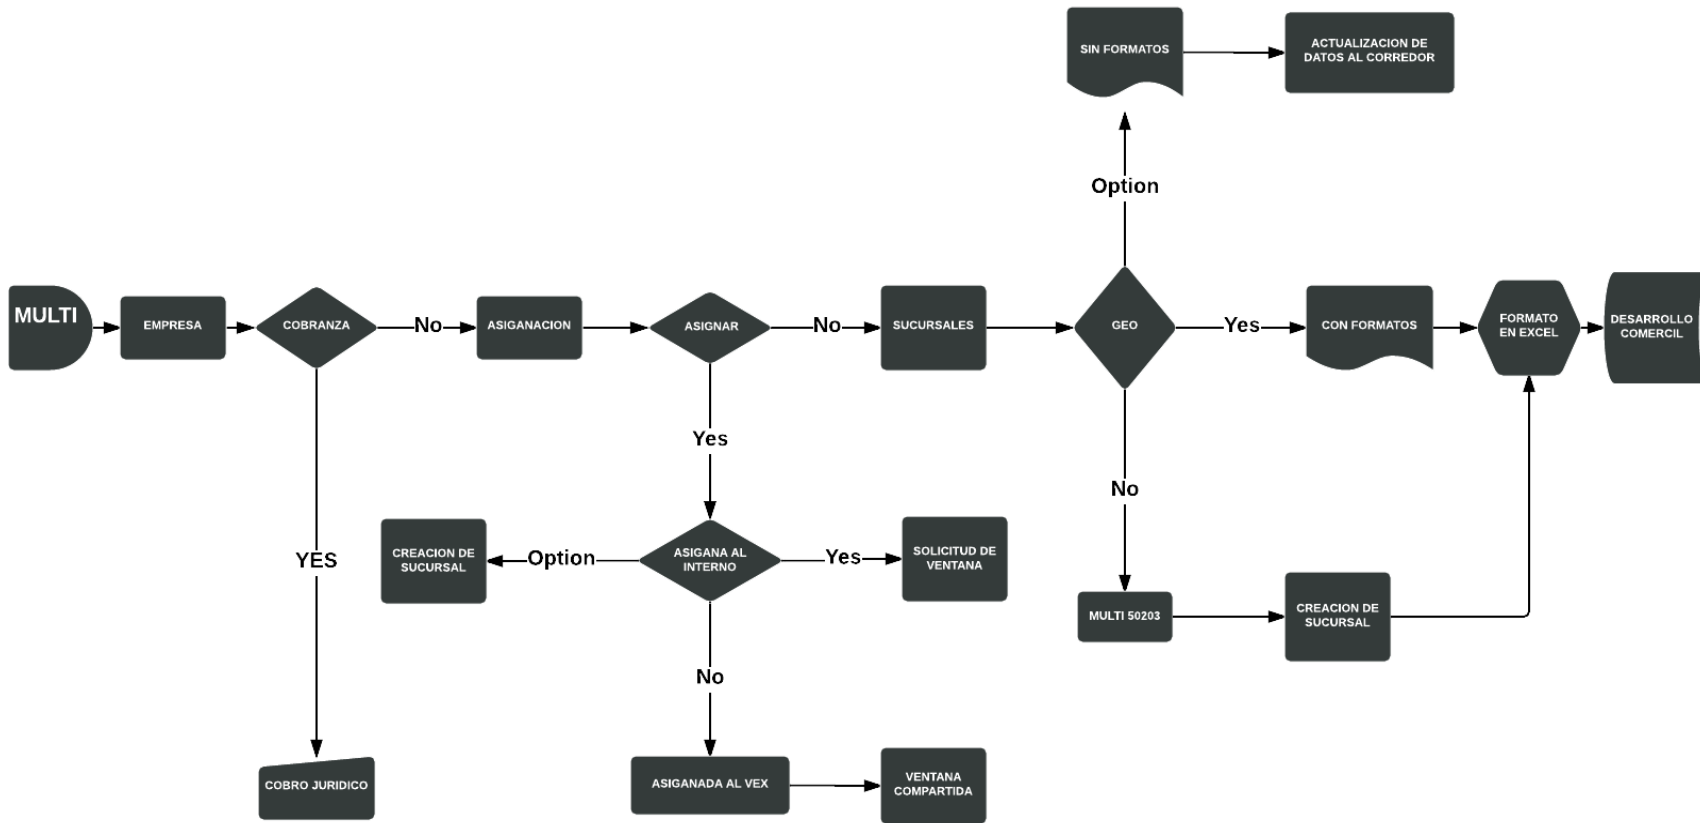 SIN FORMATOS
ACTUALIZACION DE
DATOS AL CORREDOR
Option
MULTI
EMPRESA
COBRANZA
No
ASIGANACION
ASIGNAR
No
SUCURSALES
GEO
Yes
CON FORMATOS
FORMATO
EN EXCEL
DESARROLLO
COMERCIL
Yes
No
YES
CREACION DE
SUCURSAL
Option
ASIGANA AL
INTERNO
Yes
SOLICITUD DE
VENTANA
MULTI 50203
CREACION DE
SUCURSAL
No
COBRO JURIDICO
ASIGANADA AL VEX
VENTANA
COMPARTIDA